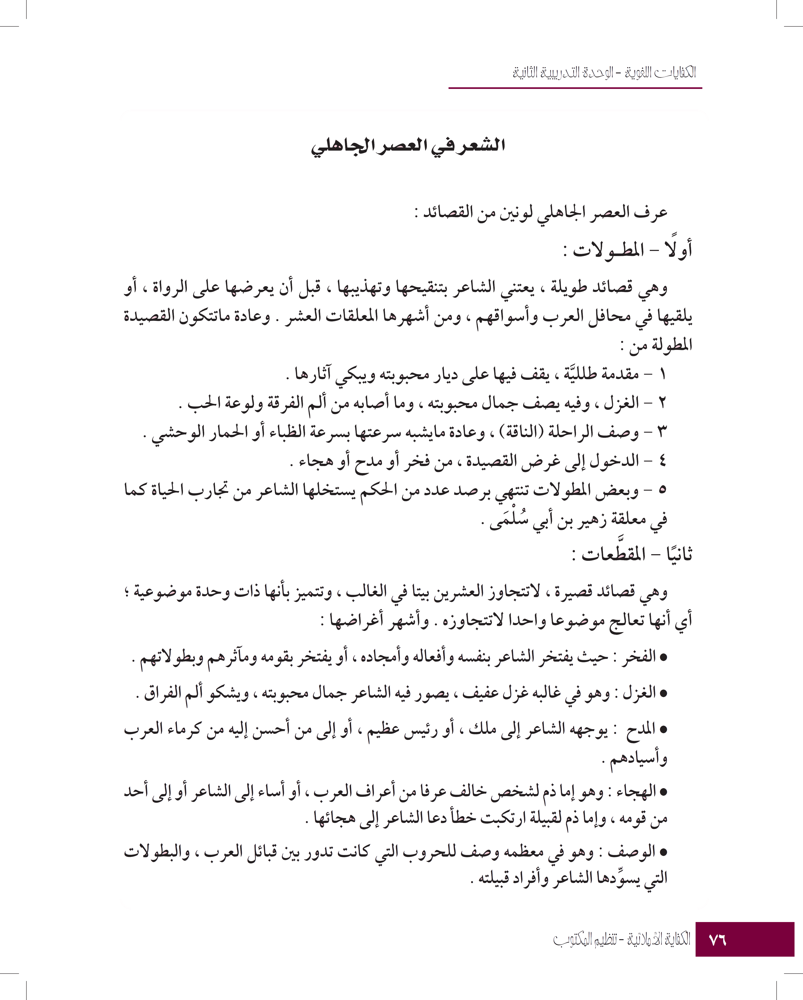 الكفايات اللغوية - الوحدة التدريبية الثانية
الشعر في العصر الجاهلي
عرف العصر الجاهلي لونين من القصائد :
أولًا - المطـولات :
وهي قصائد طويلة ، يعتني الشاعر بتنقيحها وتهذيبها ، قبل أن يعرضها على الرواة ، أو
يلقيها في محافل العرب وأسواقهم ، ومن أشهرها المعلقات العشر . وعادة ماتتكون القصيدة
المطولة من :
١ - مقدمة طلليَّة ، يقف فيها على ديار محبوبته ويبكي آثارها .
٢ - الغزل ، وفيه يصف جمال محبوبته ، وما أصابه من ألم الفرقة ولوعة الحب .
٣ - وصف الراحلة (الناقة) ، وعادة مايشبه سرعتها بسرعة الظباء أو الحمار الوحشي .
٤ - الدخول إلى غرض القصيدة ، من فخر أو مدح أو هجاء .
٥ - وبعض المطولات تنتهي برصد عدد من الحكم يستخلها الشاعر من تجارب الحياة كما
في معلقة زهير بن أبي سُلْمَى .
ثانيًا - المقطَّعات :
وهي قصائد قصيرة ، لاتتجاوز العشرين بيتا في الغالب ، وتتميز بأنها ذات وحدة موضوعية ؛
أي أنها تعالج موضوعا واحدا لاتتجاوزه . وأشهر أغراضها :
● الفخر : حيث يفتخر الشاعر بنفسه وأفعاله وأمجاده ، أو يفتخر بقومه ومآثرهم وبطولاتهم .
● الغزل : وهو في غالبه غزل عفيف ، يصور فيه الشاعر جمال محبوبته ، ويشكو ألم الفراق .
● المدح : يوجهه الشاعر إلى ملك ، أو رئيس عظيم ، أو إلى من أحسن إليه من كرماء العرب
وأسيادهم .
● الهجاء : وهو إما ذم لشخص خالف عرفا من أعراف العرب ، أو أساء إلى الشاعر أو إلى أحد
من قومه ، وإما ذم لقبيلة ارتكبت خطأ دعا الشاعر إلى هجائها .
● الوصف : وهو في معظمه وصف للحروب التي كانت تدور بين قبائل العرب ، والبطولات
التي يسوِّدها الشاعر وأفراد قبيلته .
الكفاية الأملائية - تنظيم المكتوب
٧٦